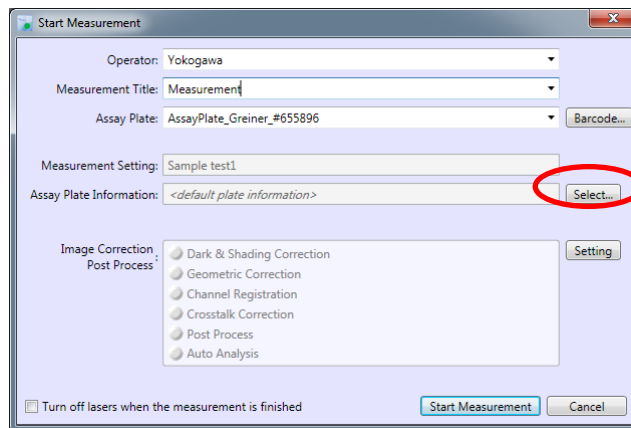 Start Measurement
Operator: Yokogawa
Measurement Title: Measurement
Assay Plate: AssayPlate_Greiner_#655896 Barcode...
Measurement Setting: Sample test1
Assay Plate Information: <default plate information> Select...
Image Correction
Post Process : Setting
Dark & Shading Correction
Geometric Correction
Channel Registration
Crosstalk Correction
Post Process
Auto Analysis
Turn off lasers when the measurement is finished Start Measurement Cancel